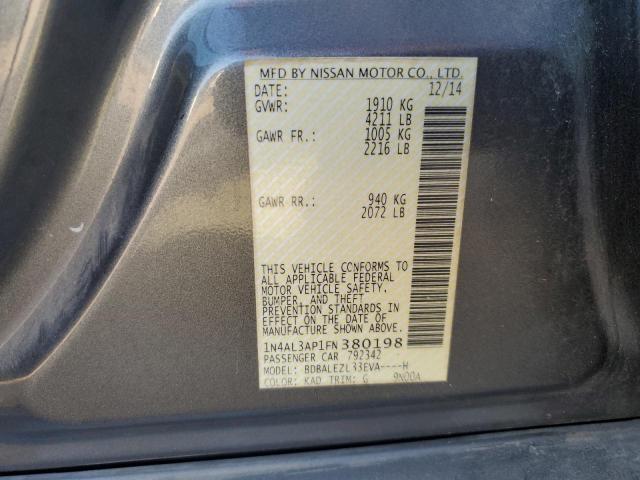 MFD BY NISSAN MOTOR CO., LTD.
DATE: 12/14
GVWR: 1910 KG
4211 LB
GAWR FR.: 1005 KG
2216 LB
GAWR RR.: 940 KG
2072 LB
THIS VEHICLE CONFORMS TO
ALL APPLICABLE FEDERAL
MOTOR VEHICLE SAFETY,
BUMPER, AND THEFT
PREVENTION STANDARDS IN
EFFECT ON THE DATE OF
MANUFACTURE SHOWN ABOVE.
1N4AL3AP1FN380198
PASSENGER CAR 792342
MODEL: BDBALEZL33EVA----H
COLOR: KAD TRIM: G 9N00A